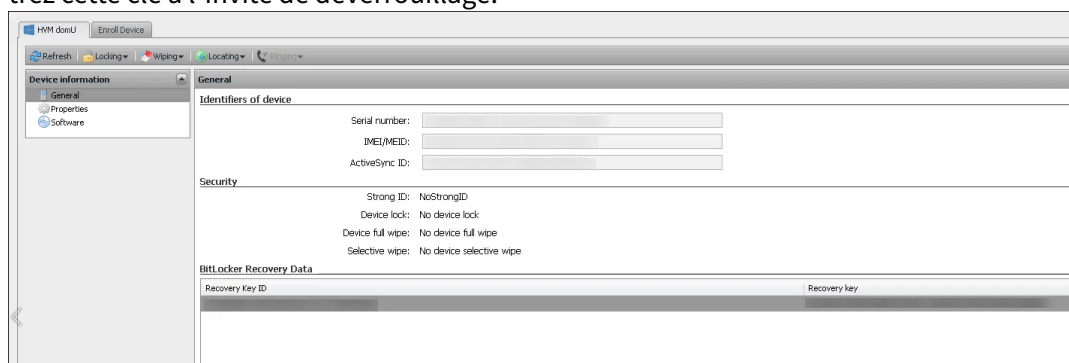 trez cette clé à l'invite de déverrouillage.
HVM domU Enroll Device
Refresh Locking Wiping Locating Ringing
Device information
General
Properties
Software
General
Identifiers of device
Serial number:
IMEI/MEID:
ActiveSync ID:
Security
Strong ID: NoStrongID
Device lock: No device lock
Device full wipe: No device full wipe
Selective wipe: No device selective wipe
BitLocker Recovery Data
Recovery Key ID Recovery key